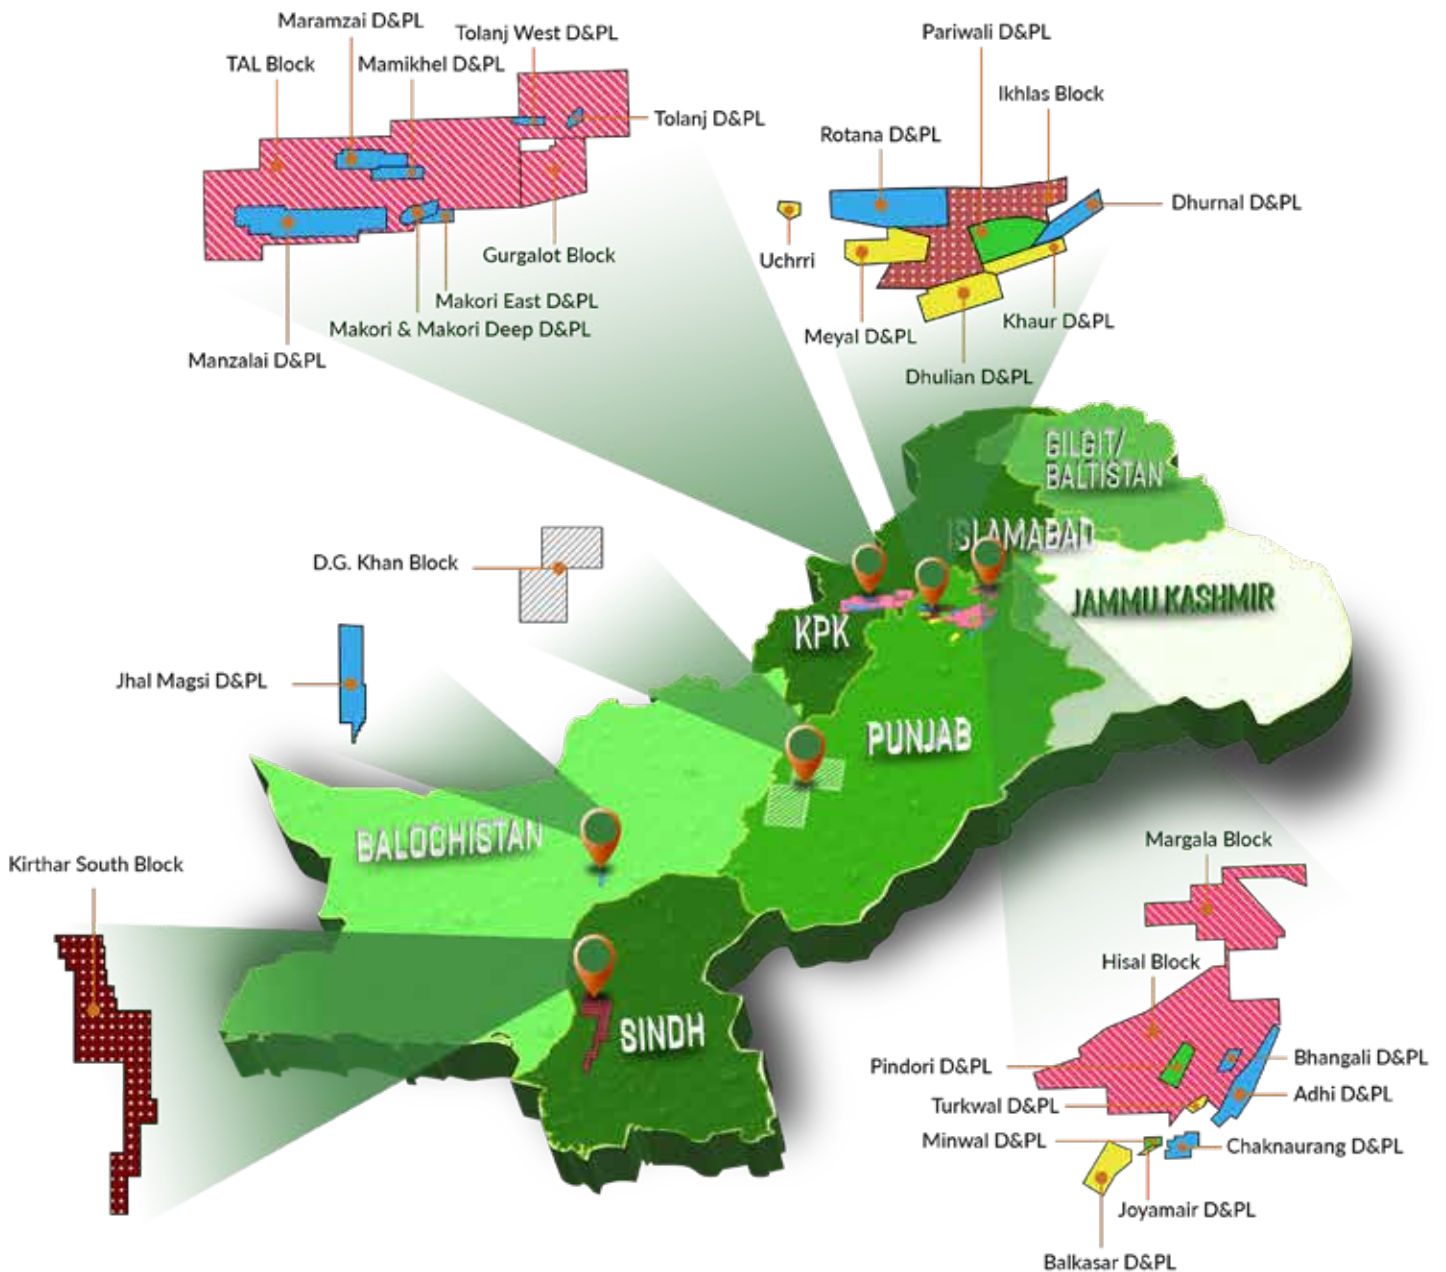 Maramzai D&PL
Tolanj West D&PL
TAL Block
Mamikhel D&PL
Tolanj D&PL
Gurgalot Block
Makori East D&PL
Makori & Makori Deep D&PL
Manzalai D&PL
Pariwali D&PL
Ikhlas Block
Rotana D&PL
Dhurnal D&PL
Uchrri
Meyal D&PL
Khaur D&PL
Dhulian D&PL
GILGIT/
BALTISTAN
ISLAMABAD
JAMMU KASHMIR
KPK
PUNJAB
BALOCHISTAN
SINDH
D.G. Khan Block
Jhal Magsi D&PL
Kirthar South Block
Margala Block
Hisal Block
Pindori D&PL
Bhangali D&PL
Adhi D&PL
Turkwal D&PL
Minwal D&PL
Chaknaurang D&PL
Joyamair D&PL
Balkasar D&PL